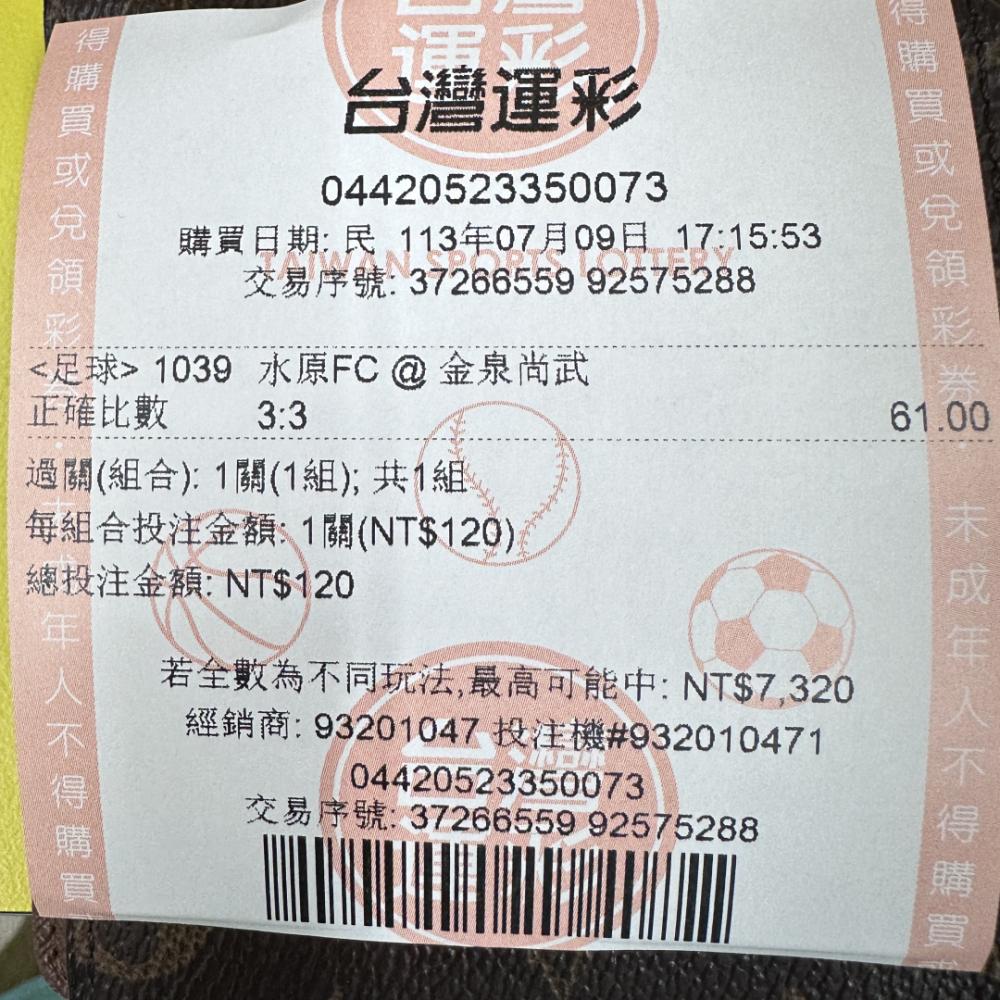 台灣運彩
04420523350073
購買日期: 民 113年07月09日 17:15:53
TAIWAN SPORTS LOTTERY
交易序號: 37266559 92575288
<足球> 1039 水原FC @ 金泉尚武
正確比數 3:3 61.00
過關(組合): 1關(1組); 共1組
每組合投注金額: 1關(NT$120)
總投注金額: NT$120
若全數為不同玩法,最高可能中: NT$7,320
經銷商: 93201047 投注機#932010471
04420523350073
交易序號: 37266559 92575288
得購買或兌領彩券
年人不得購買
得購買或兌領彩券・未成年人不得購買